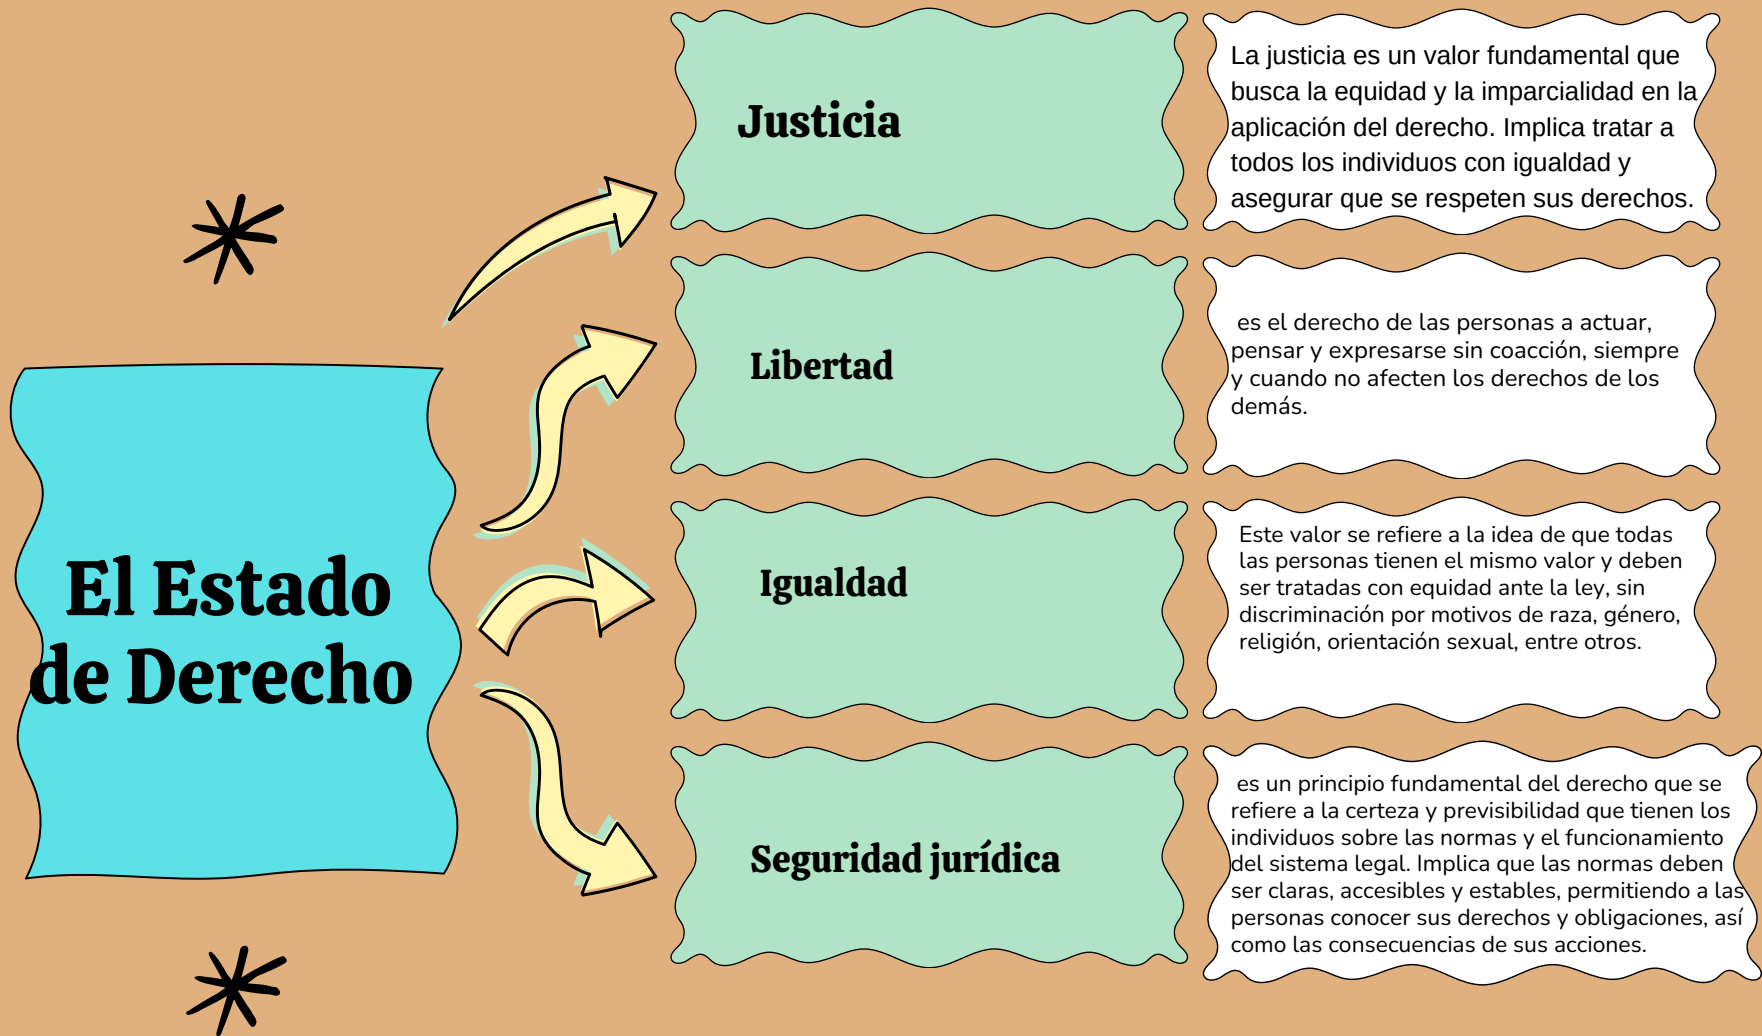 El Estado
de Derecho
Justicia
La justicia es un valor fundamental que
busca la equidad y la imparcialidad en la
aplicación del derecho. Implica tratar a
todos los individuos con igualdad y
asegurar que se respeten sus derechos.
Libertad
es el derecho de las personas a actuar,
pensar y expresarse sin coacción, siempre
y cuando no afecten los derechos de los
demás.
Igualdad
Este valor se refiere a la idea de que todas
las personas tienen el mismo valor y deben
ser tratadas con equidad ante la ley, sin
discriminación por motivos de raza, género,
religión, orientación sexual, entre otros.
Seguridad jurídica
es un principio fundamental del derecho que se
refiere a la certeza y previsibilidad que tienen los
individuos sobre las normas y el funcionamiento
del sistema legal. Implica que las normas deben
ser claras, accesibles y estables, permitiendo a las
personas conocer sus derechos y obligaciones, así
como las consecuencias de sus acciones.